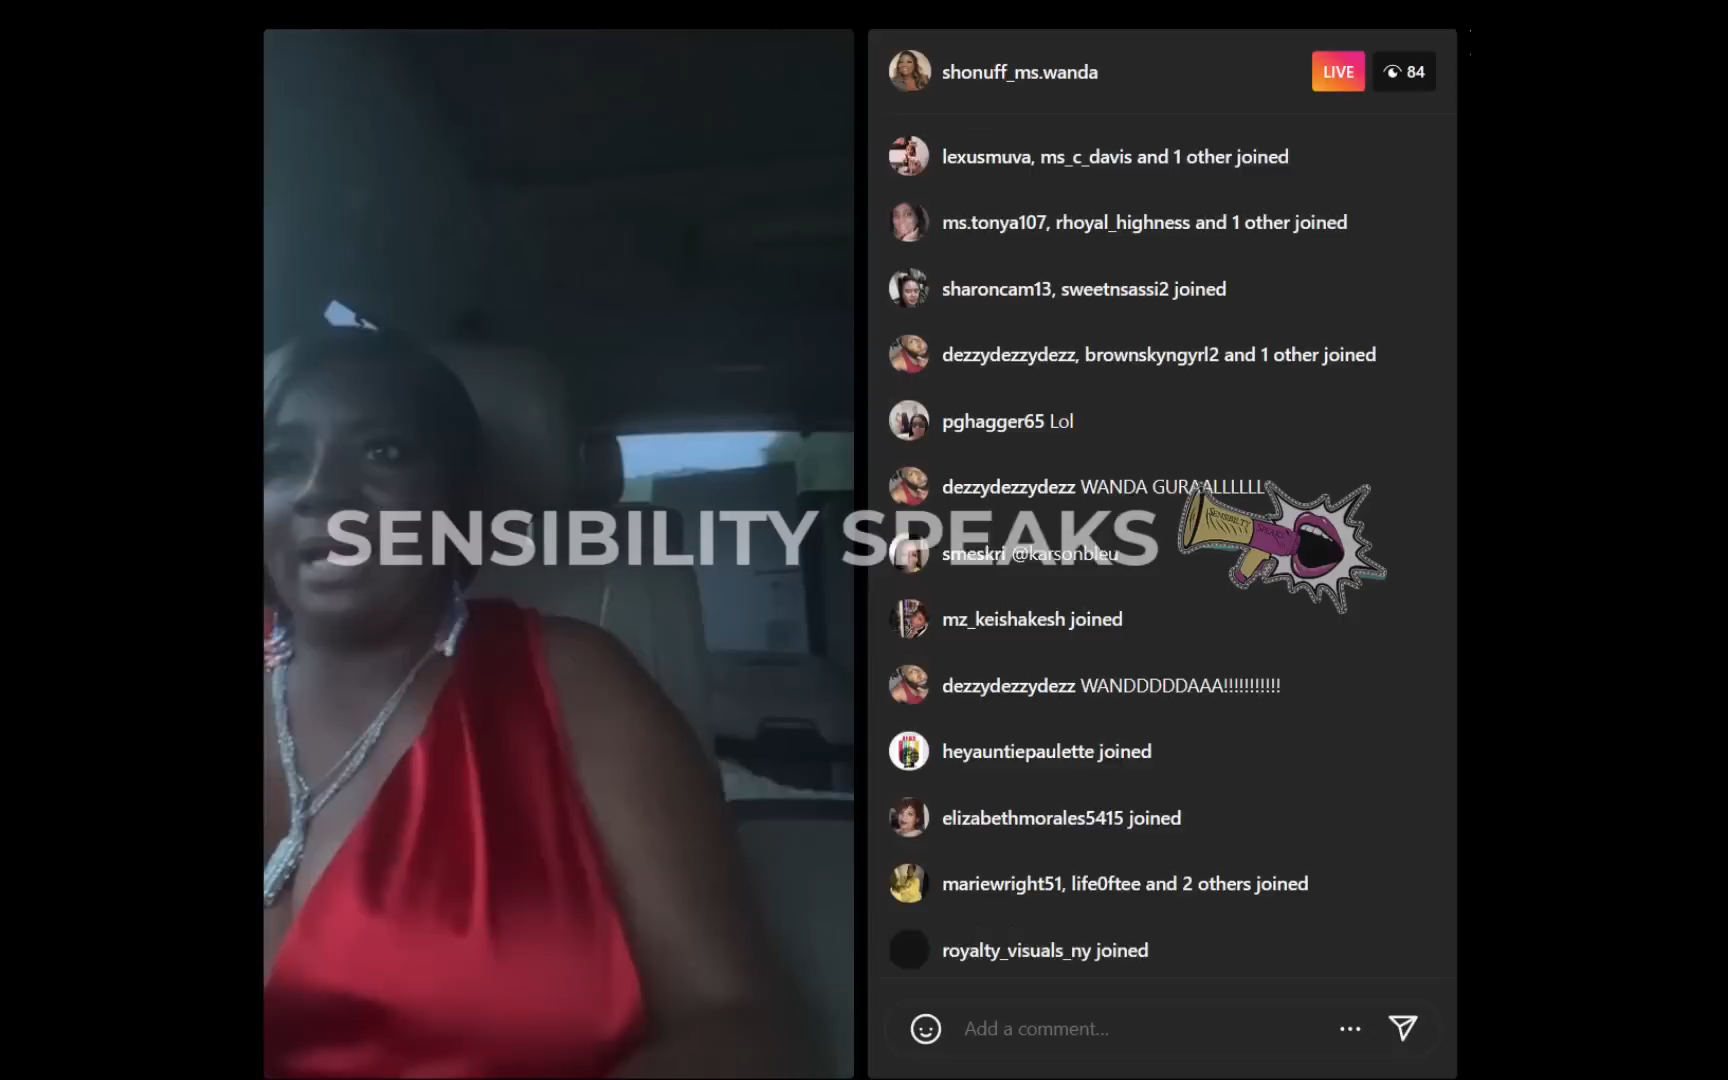 shonuff_ms.wanda
LIVE
84
lexusmuva, ms_c_davis and 1 other joined
ms.tonya107, rhoyal_highness and 1 other joined
sharoncam13, sweetnsassi2 joined
dezzydezzydezz, brownskyngyrl2 and 1 other joined
pghagger65 Lol
dezzydezzydezz WANDA GURAALLLLLL
SENSIBILITY SPEAKS
SENSIBILTY SPEAKS
smeskri @karsonbleu
mz_keishakesh joined
dezzydezzydezz WANDDDDDAAA!!!!!!!!!!!
heyauntiepaulette joined
elizabethmorales5415 joined
mariewright51, life0ftee and 2 others joined
royalty_visuals_ny joined
Add a comment...